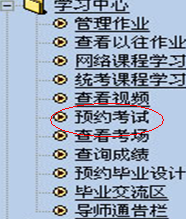 学习中心
管理作业
查看以往作业
网络课程学习
统考课程学习
查看视频
预约考试
查看考场
查询成绩
预约毕业设计
毕业交流区
导师通告栏